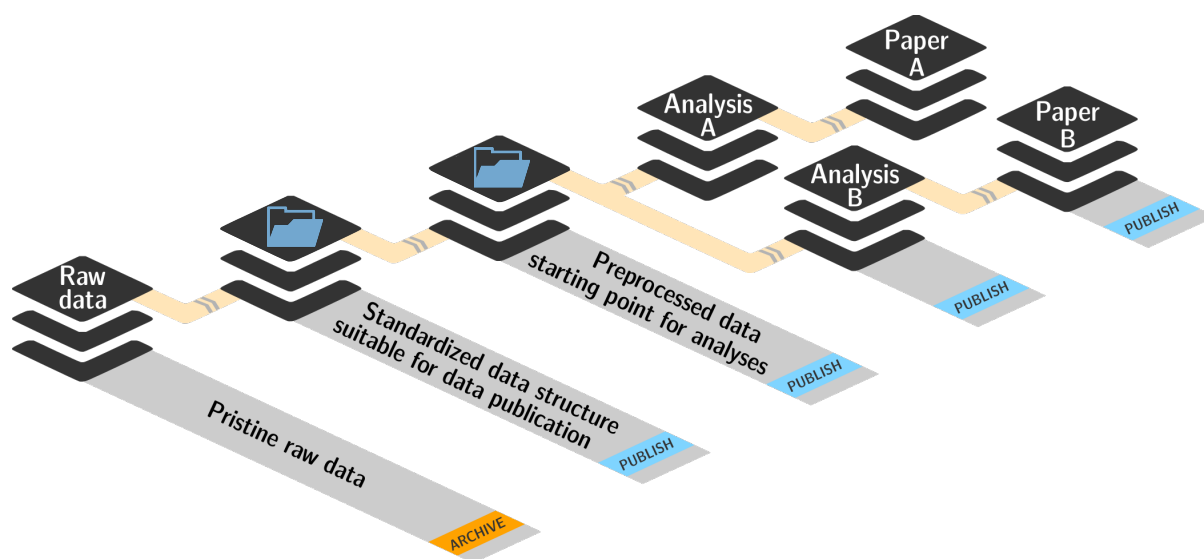 Raw
data
Pristine raw data
ARCHIVE
Standardized data structure
suitable for data publication
PUBLISH
Preprocessed data
starting point for analyses
PUBLISH
Analysis
A
Paper
A
Analysis
B
PUBLISH
Paper
B
PUBLISH